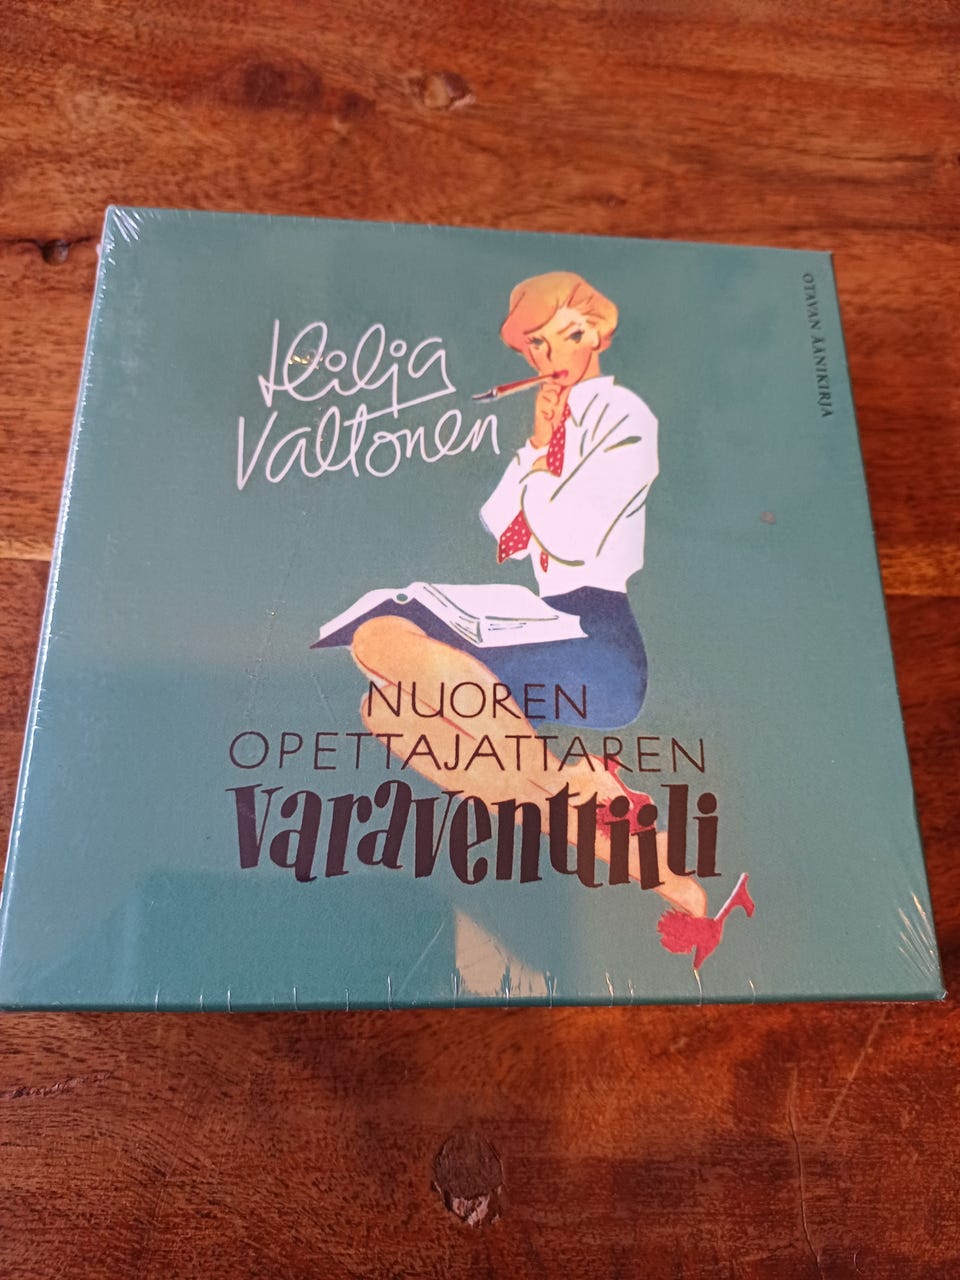 Hilja
Valtonen
OTAVAN ÄÄNIKIRJA
NUOREN
OPETTAJATTAREN
varaventtiili